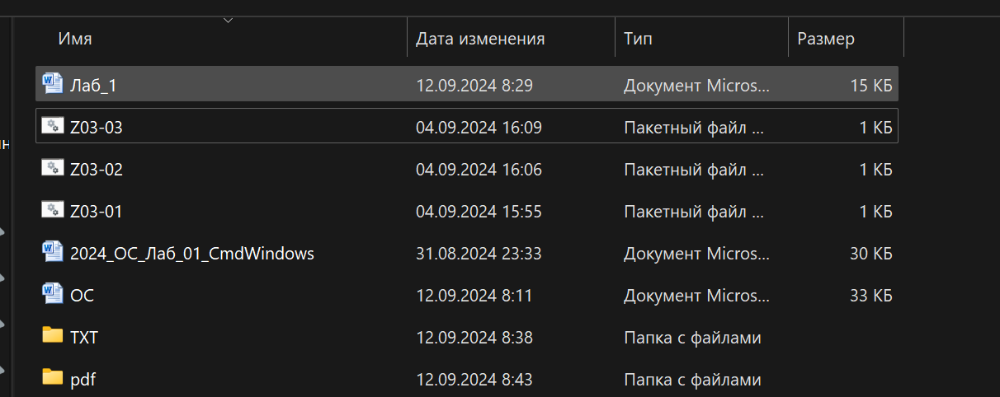 Имя Дата изменения Тип Размер
Лаб_1 12.09.2024 8:29 Документ Micros... 15 КБ
Z03-03 04.09.2024 16:09 Пакетный файл ... 1 КБ
Z03-02 04.09.2024 16:06 Пакетный файл ... 1 КБ
Z03-01 04.09.2024 15:55 Пакетный файл ... 1 КБ
2024_ОС_Лаб_01_CmdWindows 31.08.2024 23:33 Документ Micros... 30 КБ
ОС 12.09.2024 8:11 Документ Micros... 33 КБ
TXT 12.09.2024 8:38 Папка с файлами
pdf 12.09.2024 8:43 Папка с файлами